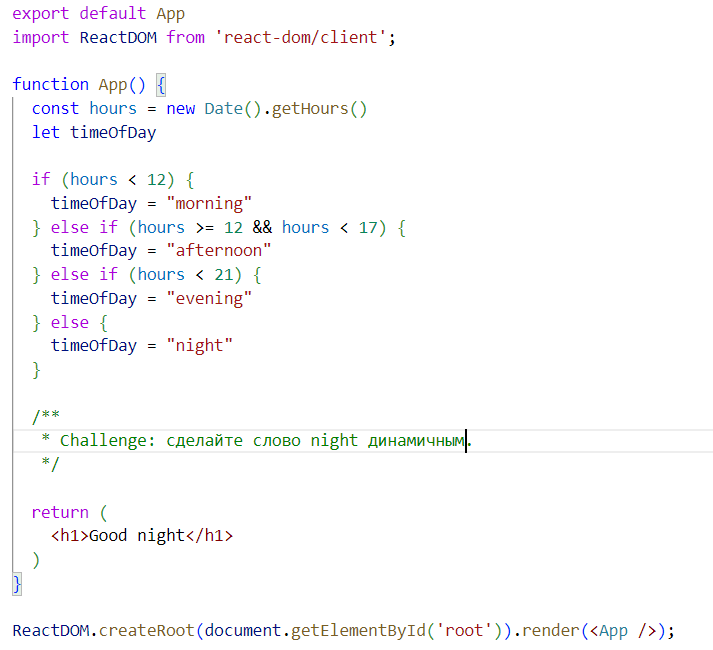 export default App
import ReactDOM from 'react-dom/client';
function App() {
const hours = new Date().getHours()
let timeOfDay
if (hours < 12) {
timeOfDay = "morning"
} else if (hours >= 12 && hours < 17) {
timeOfDay = "afternoon"
} else if (hours < 21) {
timeOfDay = "evening"
} else {
timeOfDay = "night"
}
/**
* Challenge: сделайте слово night динамичным.
*/
return (
<h1>Good night</h1>
)
}
ReactDOM.createRoot(document.getElementById('root')).render(<App />);